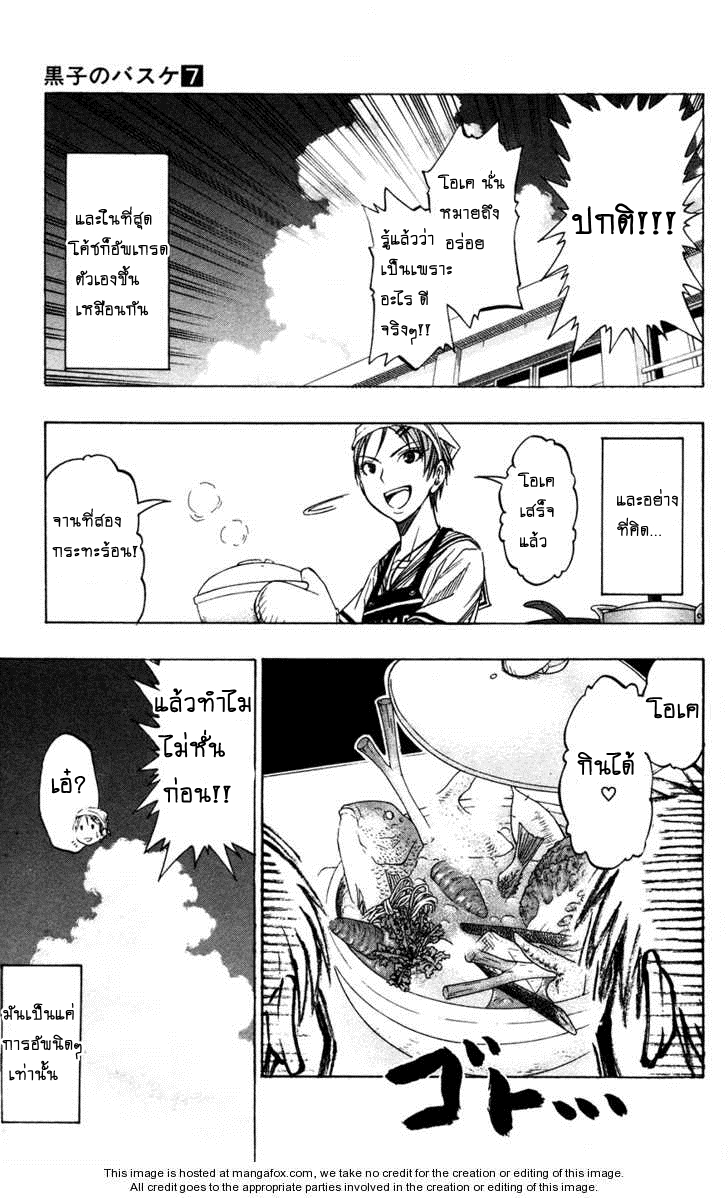 黒子のバスケ7
ปกติ!!!
โอเค นั่น
หมายถึง
อร่อย
รู้แล้วว่า
เป็นเพราะ
อะไร ดี
จริงๆ!!
และในที่สุด
โค้ชก็อัพเกรด
ตัวเองขึ้น
เหมือนกัน
และอย่าง
ที่คิด...
โอเค
เสร็จ
แล้ว
จานที่สอง
กระทะร้อน!
โอเค
กินได้
♡
ゴト...
แล้วทำไม
ไม่หั่น
ก่อน!!
เอ๋?
มันเป็นแค่
การอัพนิดๆ
เท่านั้น
This image is hosted at mangafox.com, we take no credit for the creation or editing of this image.
All credit goes to the appropriate parties involved in the creation or editing of this image.